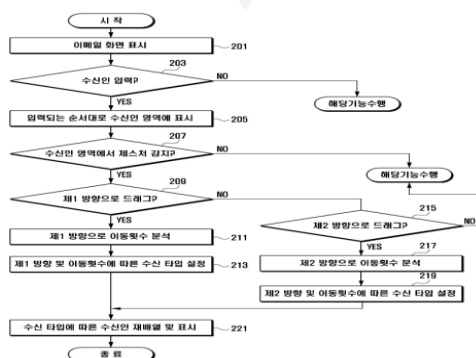 시 작
이메일 화면 표시
201
203
수신인 입력?
NO
YES
해당기능수행
입력되는 순서대로 수신인 영역에 표시
205
207
수신인 영역에서 제스처 감지?
NO
YES
해당기능수행
209
제1 방향으로 드래그?
NO
YES
215
제2 방향으로 드래그?
NO
YES
제1 방향으로 이동횟수 분석
211
217
제2 방향으로 이동횟수 분석
제1 방향 및 이동횟수에 따른 수신 타입 설정
213
219
제2 방향 및 이동횟수에 따른 수신 타입 설정
수신 타입에 따른 수신인 재배열 및 표시
221
종 료